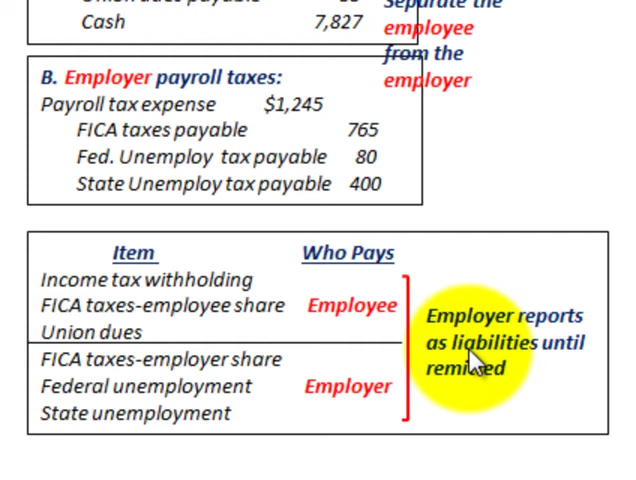 Separate the
Cash 7,827
employee
from the
employer
B. Employer payroll taxes:
Payroll tax expense $1,245
FICA taxes payable 765
Fed. Unemploy tax payable 80
State Unemploy tax payable 400
Item Who Pays
Income tax withholding
FICA taxes-employee share Employee
Union dues
FICA taxes-employer share
Federal unemployment Employer
State unemployment
Employer reports
as liabilities until